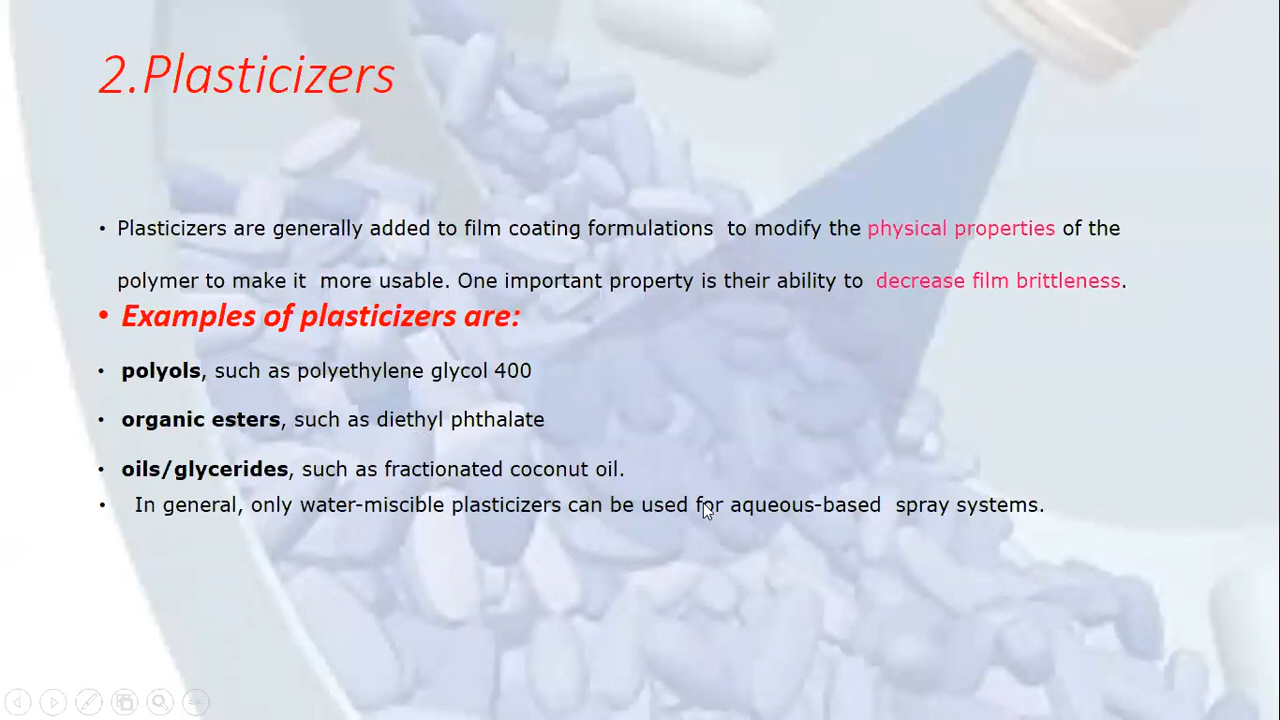 2.Plasticizers
• Plasticizers are generally added to film coating formulations to modify the physical properties of the
polymer to make it more usable. One important property is their ability to decrease film brittleness.
• Examples of plasticizers are:
• polyols, such as polyethylene glycol 400
• organic esters, such as diethyl phthalate
• oils/glycerides, such as fractionated coconut oil.
• In general, only water-miscible plasticizers can be used for aqueous-based spray systems.